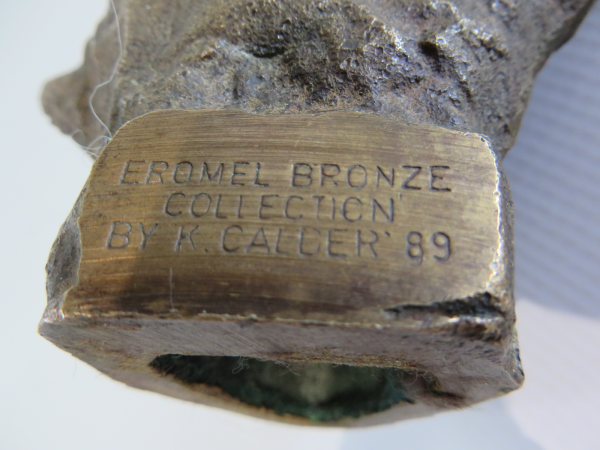 EROMEL BRONZE
COLLECTION'
BY K. CALDER' 89